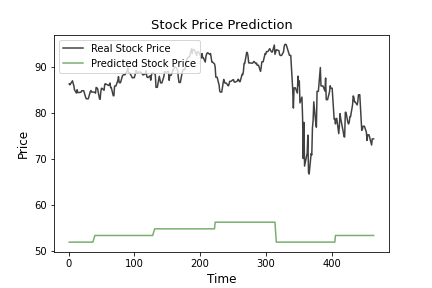 Stock Price Prediction
Real Stock Price
Predicted Stock Price
90
80
70
60
50
Price
0 100 200 300 400
Time